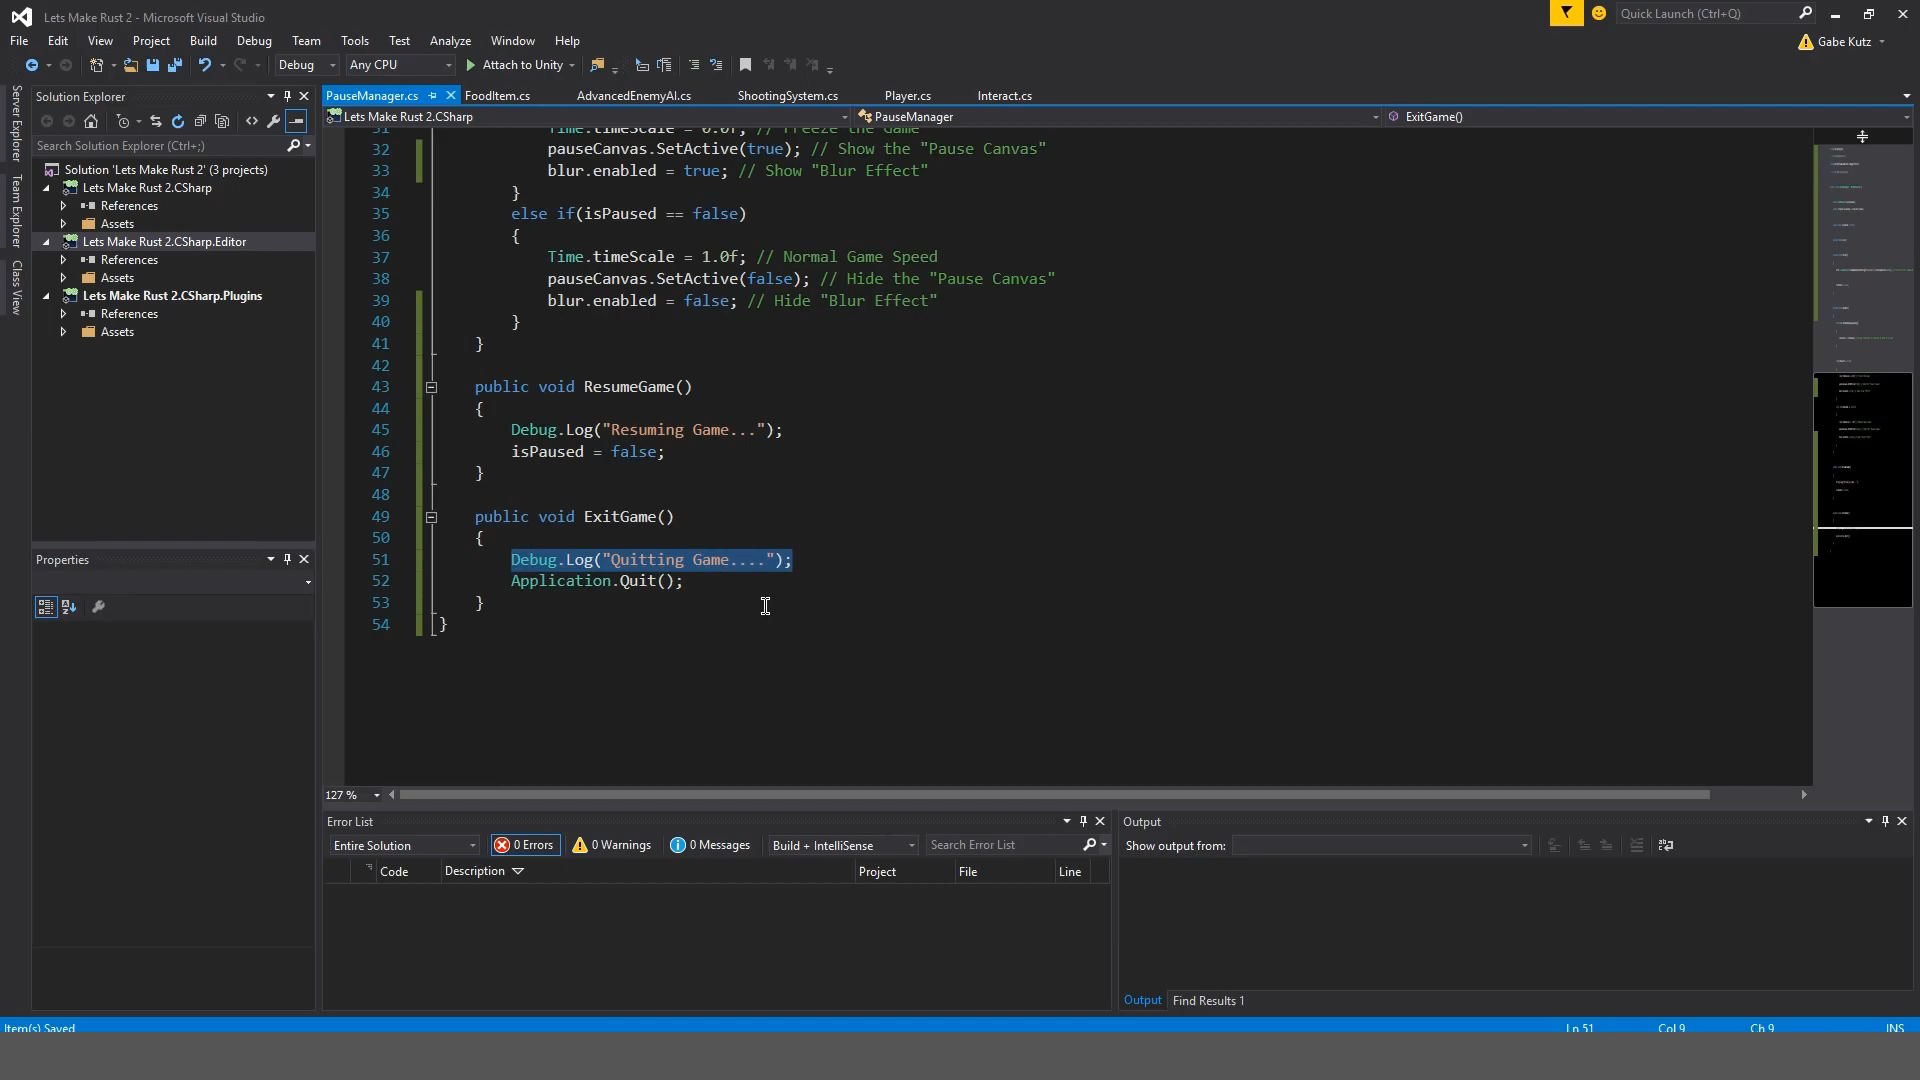 Lets Make Rust 2 - Microsoft Visual Studio
Quick Launch (Ctrl+Q)
File Edit View Project Build Debug Team Tools Test Analyze Window Help
Gabe Kutz
Debug Any CPU Attach to Unity
Server Explorer
Team Explorer
Class View
Solution Explorer
Search Solution Explorer (Ctrl+;)
Solution 'Lets Make Rust 2' (3 projects)
Lets Make Rust 2.CSharp
References
Assets
Lets Make Rust 2.CSharp.Editor
References
Assets
Lets Make Rust 2.CSharp.Plugins
References
Assets
Properties
PauseManager.cs FoodItem.cs AdvancedEnemyAI.cs ShootingSystem.cs Player.cs Interact.cs
Lets Make Rust 2.CSharp PauseManager ExitGame()
31 Time.timeScale = 0.0f; // Freeze the Game
32 pauseCanvas.SetActive(true); // Show the "Pause Canvas"
33 blur.enabled = true; // Show "Blur Effect"
34 }
35 else if(isPaused == false)
36 {
37 Time.timeScale = 1.0f; // Normal Game Speed
38 pauseCanvas.SetActive(false); // Hide the "Pause Canvas"
39 blur.enabled = false; // Hide "Blur Effect"
40 }
41 }
42
43 public void ResumeGame()
44 {
45 Debug.Log("Resuming Game...");
46 isPaused = false;
47 }
48
49 public void ExitGame()
50 {
51 Debug.Log("Quitting Game....");
52 Application.Quit();
53 }
54 }
127 %
Error List
Entire Solution 0 Errors 0 Warnings 0 Messages Build + IntelliSense Search Error List
Code Description Project File Line
Output
Show output from:
Output Find Results 1
Item(s) Saved Ln 51 Col 9 Ch 9 INS